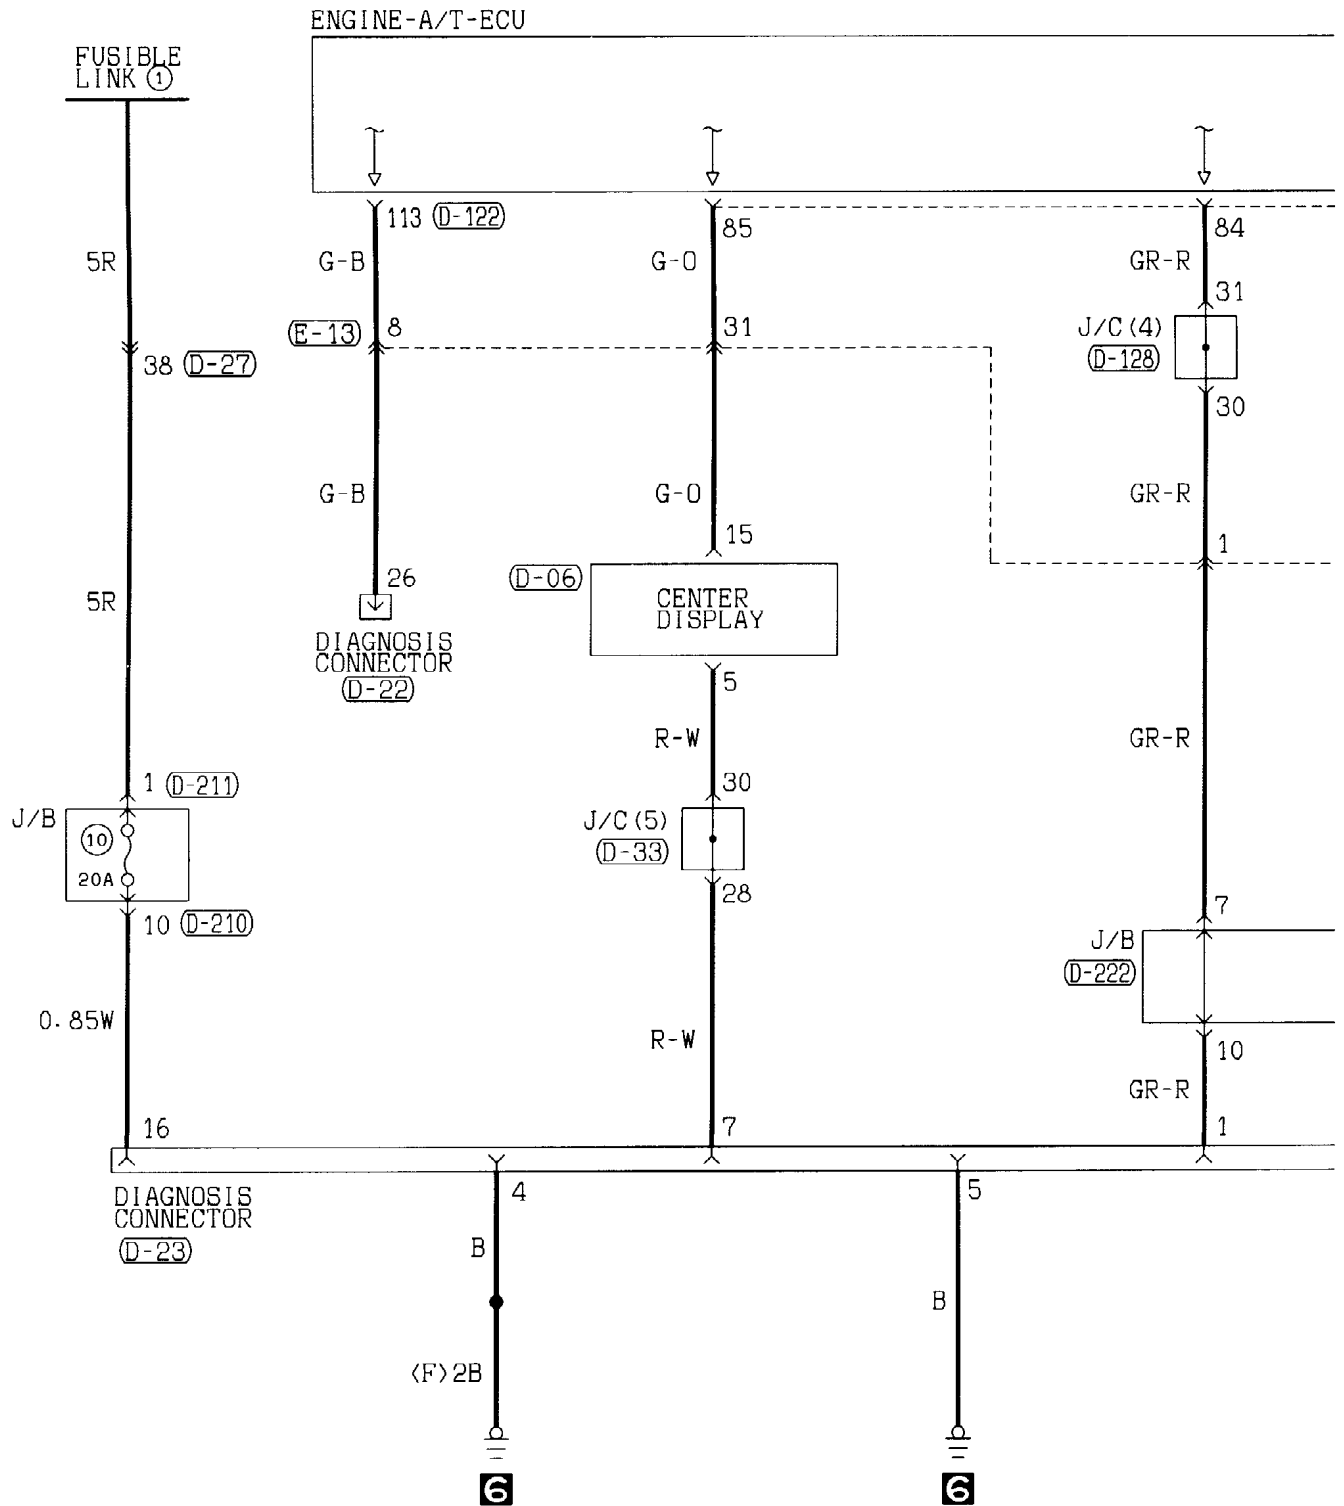 ENGINE-A/T-ECU
FUSIBLE
LINK ①
113 (D-122)
85
84
5R
G-B
G-O
GR-R
31
(E-13) 8
31
J/C(4)
(D-128)
38 (D-27)
30
G-B
G-O
GR-R
15
1
26
(D-06)
5R
CENTER
DISPLAY
DIAGNOSIS
CONNECTOR
(D-22)
5
R-W
GR-R
1 (D-211)
30
J/B
J/C(5)
10
(D-33)
20A
28
7
10 (D-210)
J/B
(D-222)
0.85W
R-W
10
GR-R
16
7
1
DIAGNOSIS
CONNECTOR
(D-23)
4
5
B
B
〈F〉2B
6
6